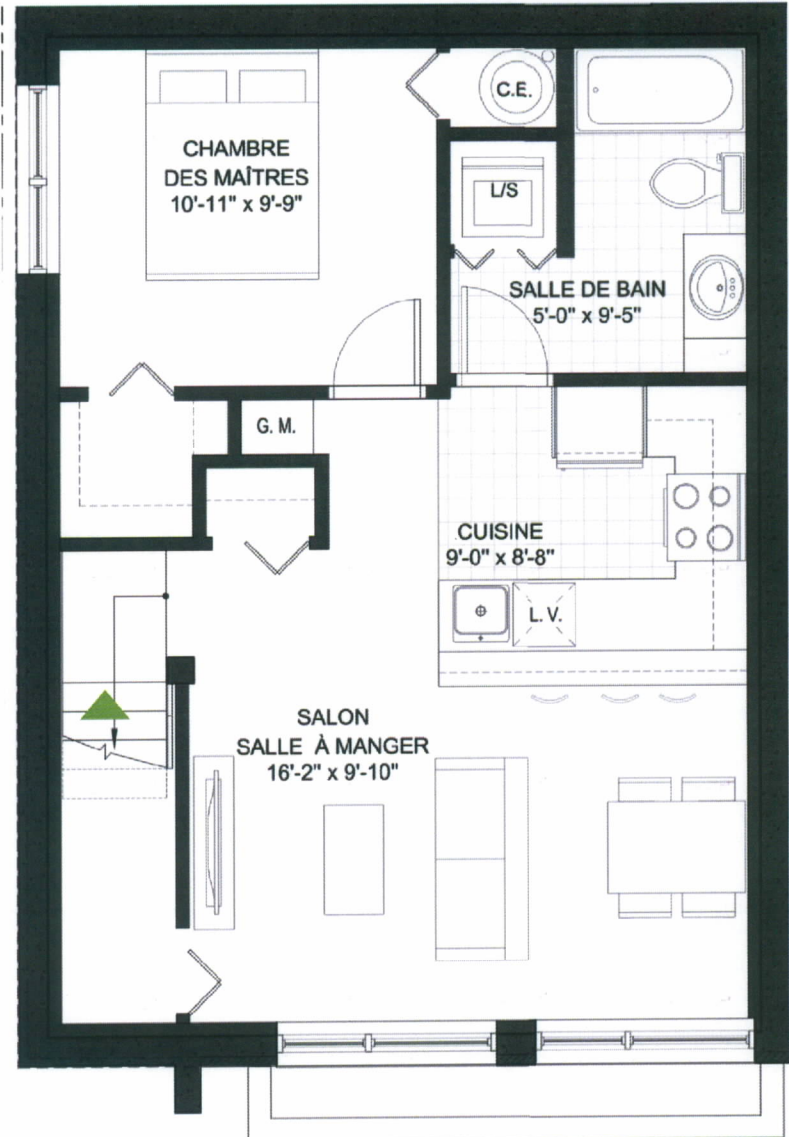 C.E.
CHAMBRE
DES MAÎTRES
10'-11" x 9'-9"
L/S
SALLE DE BAIN
5'-0" x 9'-5"
G. M.
CUISINE
9'-0" x 8'-8"
L. V.
SALON
SALLE À MANGER
16'-2" x 9'-10"